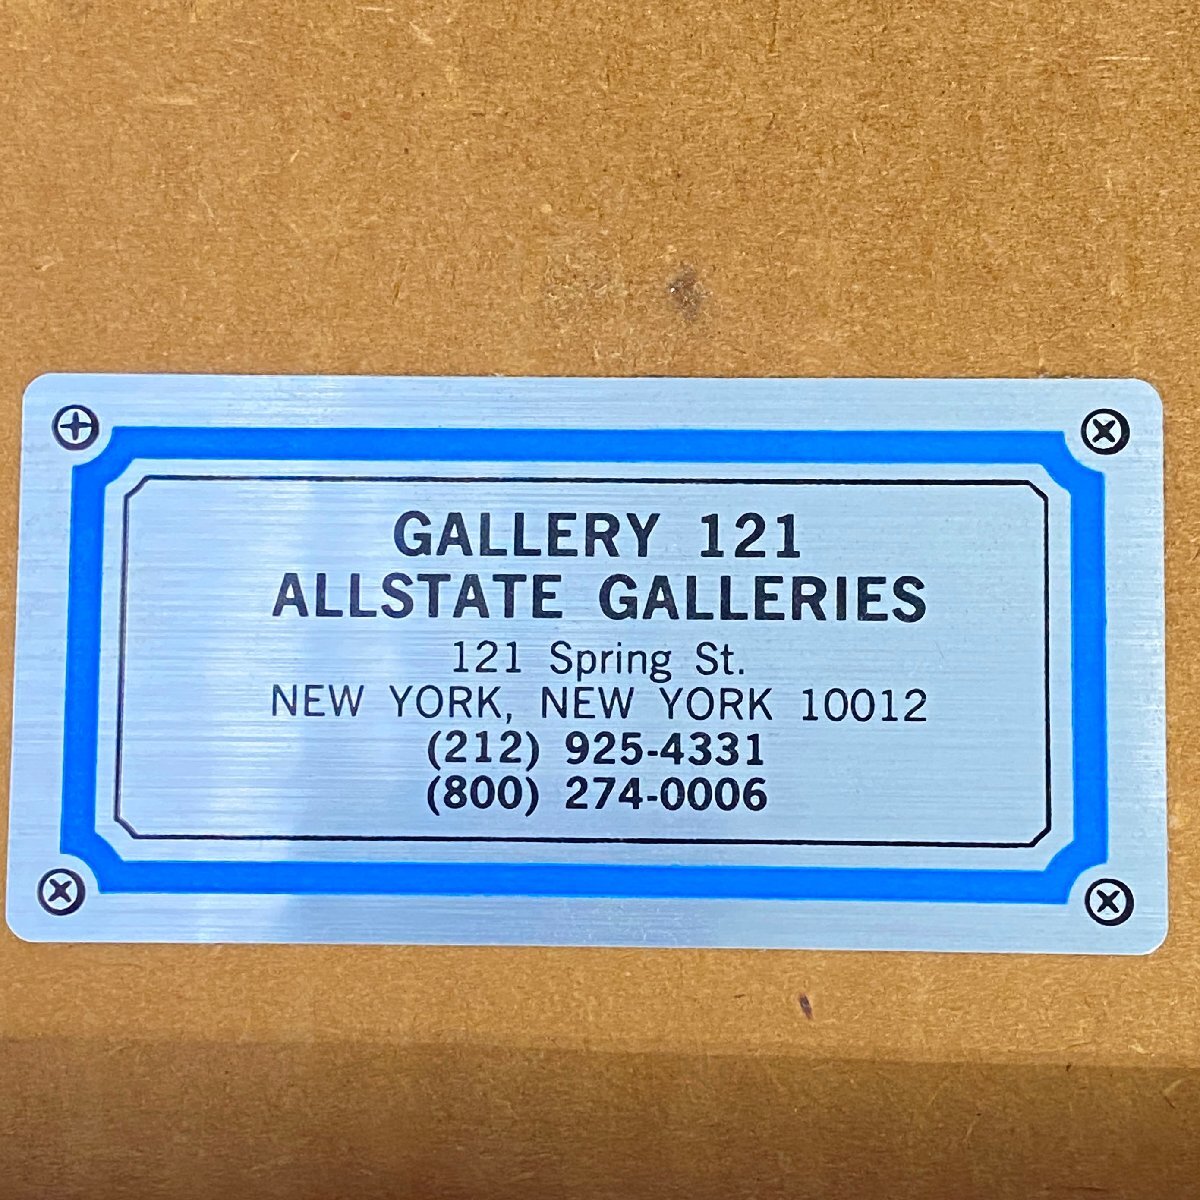 GALLERY 121
ALLSTATE GALLERIES
121 Spring St.
NEW YORK, NEW YORK 10012
(212) 925-4331
(800) 274-0006